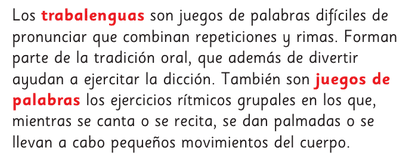 Los trabalenguas son juegos de palabras difíciles de
pronunciar que combinan repeticiones y rimas. Forman
parte de la tradición oral, que además de divertir
ayudan a ejercitar la dicción. También son juegos de
palabras los ejercicios rítmicos grupales en los que,
mientras se canta o se recita, se dan palmadas o se
llevan a cabo pequeños movimientos del cuerpo.